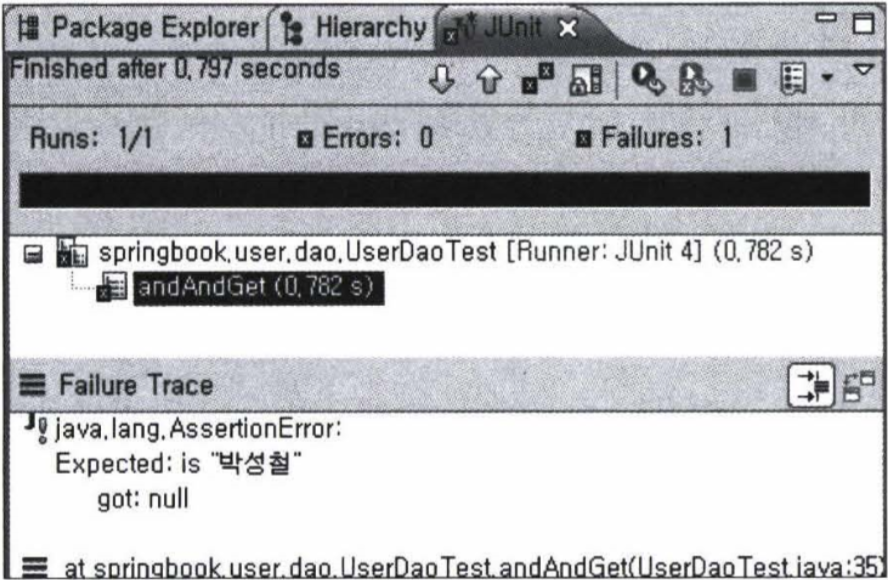 Package Explorer Hierarchy JUnit
Finished after 0,797 seconds
Runs: 1/1 Errors: 0 Failures: 1
springbook,user,dao,UserDaoTest [Runner: JUnit 4] (0,782 s)
andAndGet (0,782 s)
Failure Trace
java,lang,AssertionError:
Expected: is "박성철"
got: null
at springbook,user,dao,UserDaoTest,andAndGet(UserDaoTest,java:35)